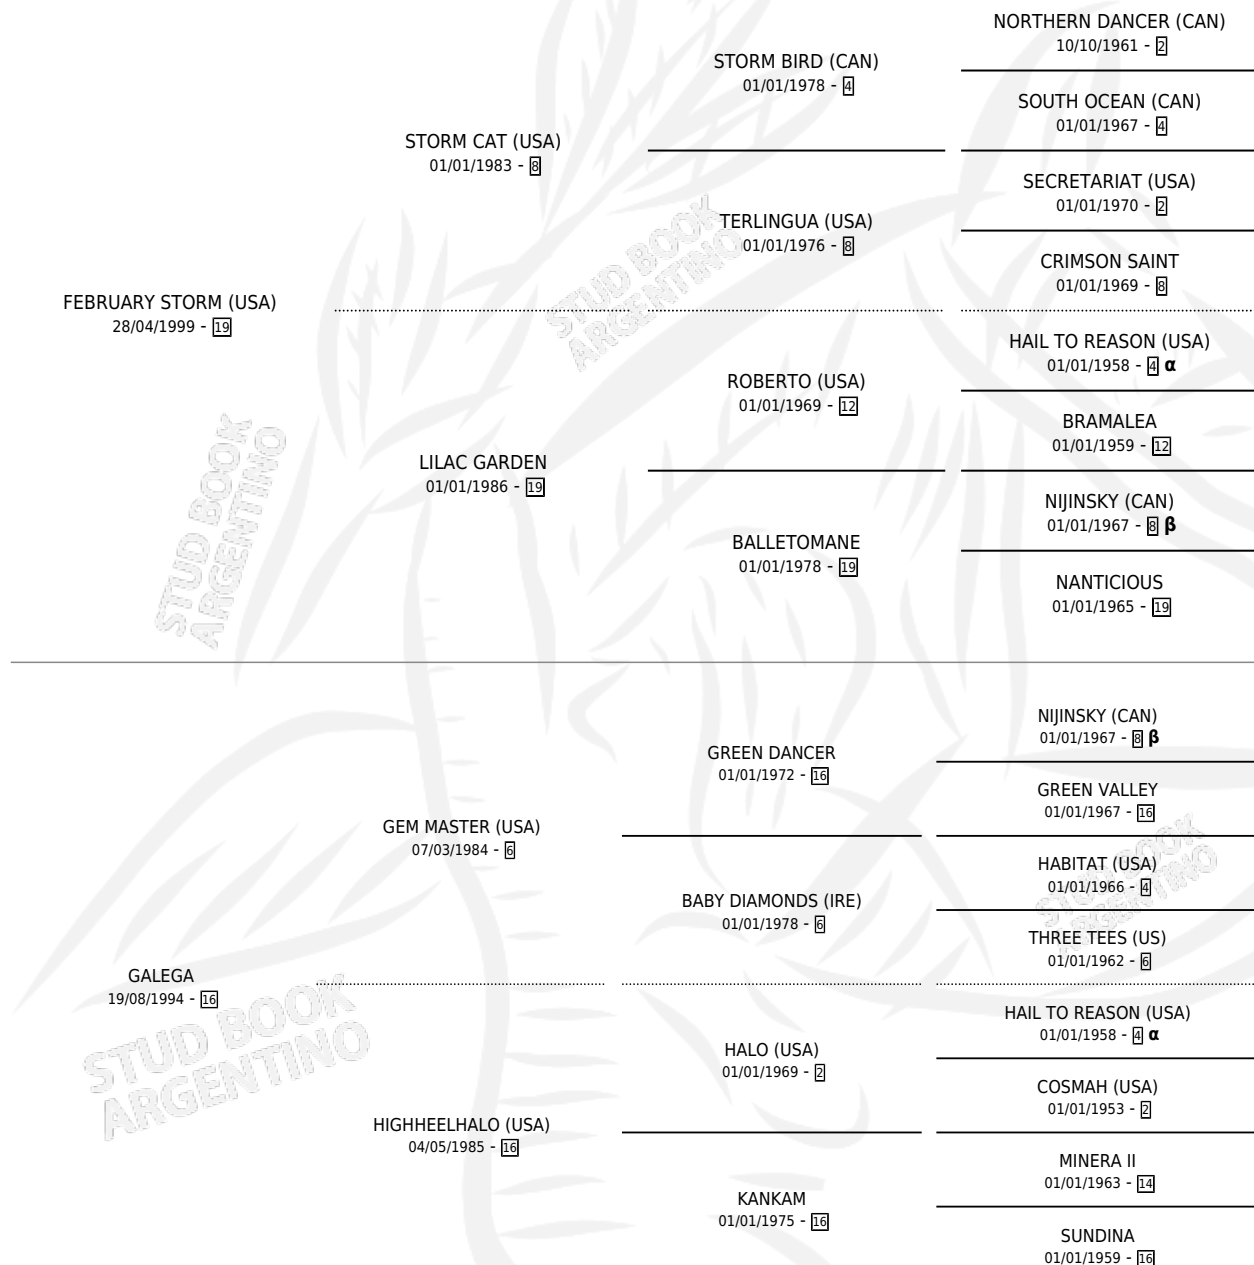 NORTHERN DANCER (CAN)
10/10/1961 - 2
STORM BIRD (CAN)
01/01/1978 - 4
SOUTH OCEAN (CAN)
01/01/1967 - 4
STORM CAT (USA)
01/01/1983 - 8
SECRETARIAT (USA)
01/01/1970 - 2
TERLINGUA (USA)
01/01/1976 - 8
CRIMSON SAINT
01/01/1969 - 8
FEBRUARY STORM (USA)
28/04/1999 - 19
HAIL TO REASON (USA)
01/01/1958 - 4 α
ROBERTO (USA)
01/01/1969 - 12
BRAMALEA
01/01/1959 - 12
LILAC GARDEN
01/01/1986 - 19
NIJINSKY (CAN)
01/01/1967 - 8 β
BALLETOMANE
01/01/1978 - 19
NANTICIOUS
01/01/1965 - 19
STUD BOOK
ARGENTINO
STUD BOOK
ARGENTINO
NIJINSKY (CAN)
01/01/1967 - 8 β
GREEN DANCER
01/01/1972 - 16
GREEN VALLEY
01/01/1967 - 16
GEM MASTER (USA)
07/03/1984 - 6
HABITAT (USA)
01/01/1966 - 4
BABY DIAMONDS (IRE)
01/01/1978 - 6
THREE TEES (US)
01/01/1962 - 6
GALEGA
19/08/1994 - 16
HAIL TO REASON (USA)
01/01/1958 - 4 α
HALO (USA)
01/01/1969 - 2
COSMAH (USA)
01/01/1953 - 2
HIGHHEELHALO (USA)
04/05/1985 - 16
MINERA II
01/01/1963 - 14
KANKAM
01/01/1975 - 16
SUNDINA
01/01/1959 - 16
STUD BOOK
ARGENTINO
STUD BOOK
ARGENTINO